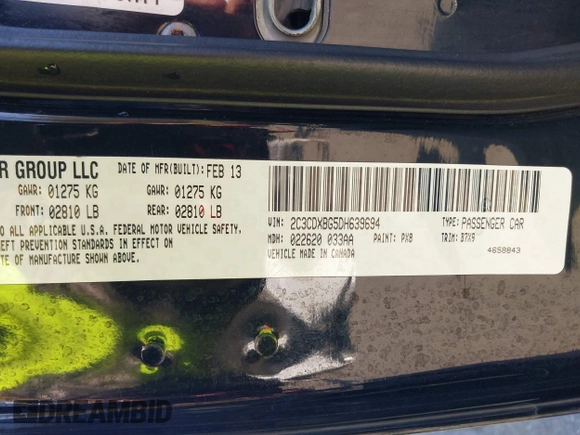 R GROUP LLC
DATE OF MFR(BUILT): FEB 13
GAWR: 01275 KG GAWR: 01275 KG
FRONT: 02810 LB REAR: 02810 LB
O ALL APPLICABLE U.S.A. FEDERAL MOTOR VEHICLE SAFETY,
EFT PREVENTION STANDARDS IN EFFECT ON
E OF MANUFACTURE SHOWN ABOVE.
VIN: 2C3CDXBG5DH639694 TYPE: PASSENGER CAR
MDH: 022620 033AA PAINT: PX8 TRIM: B7X9
VEHICLE MADE IN CANADA 4658843
DREAMBID